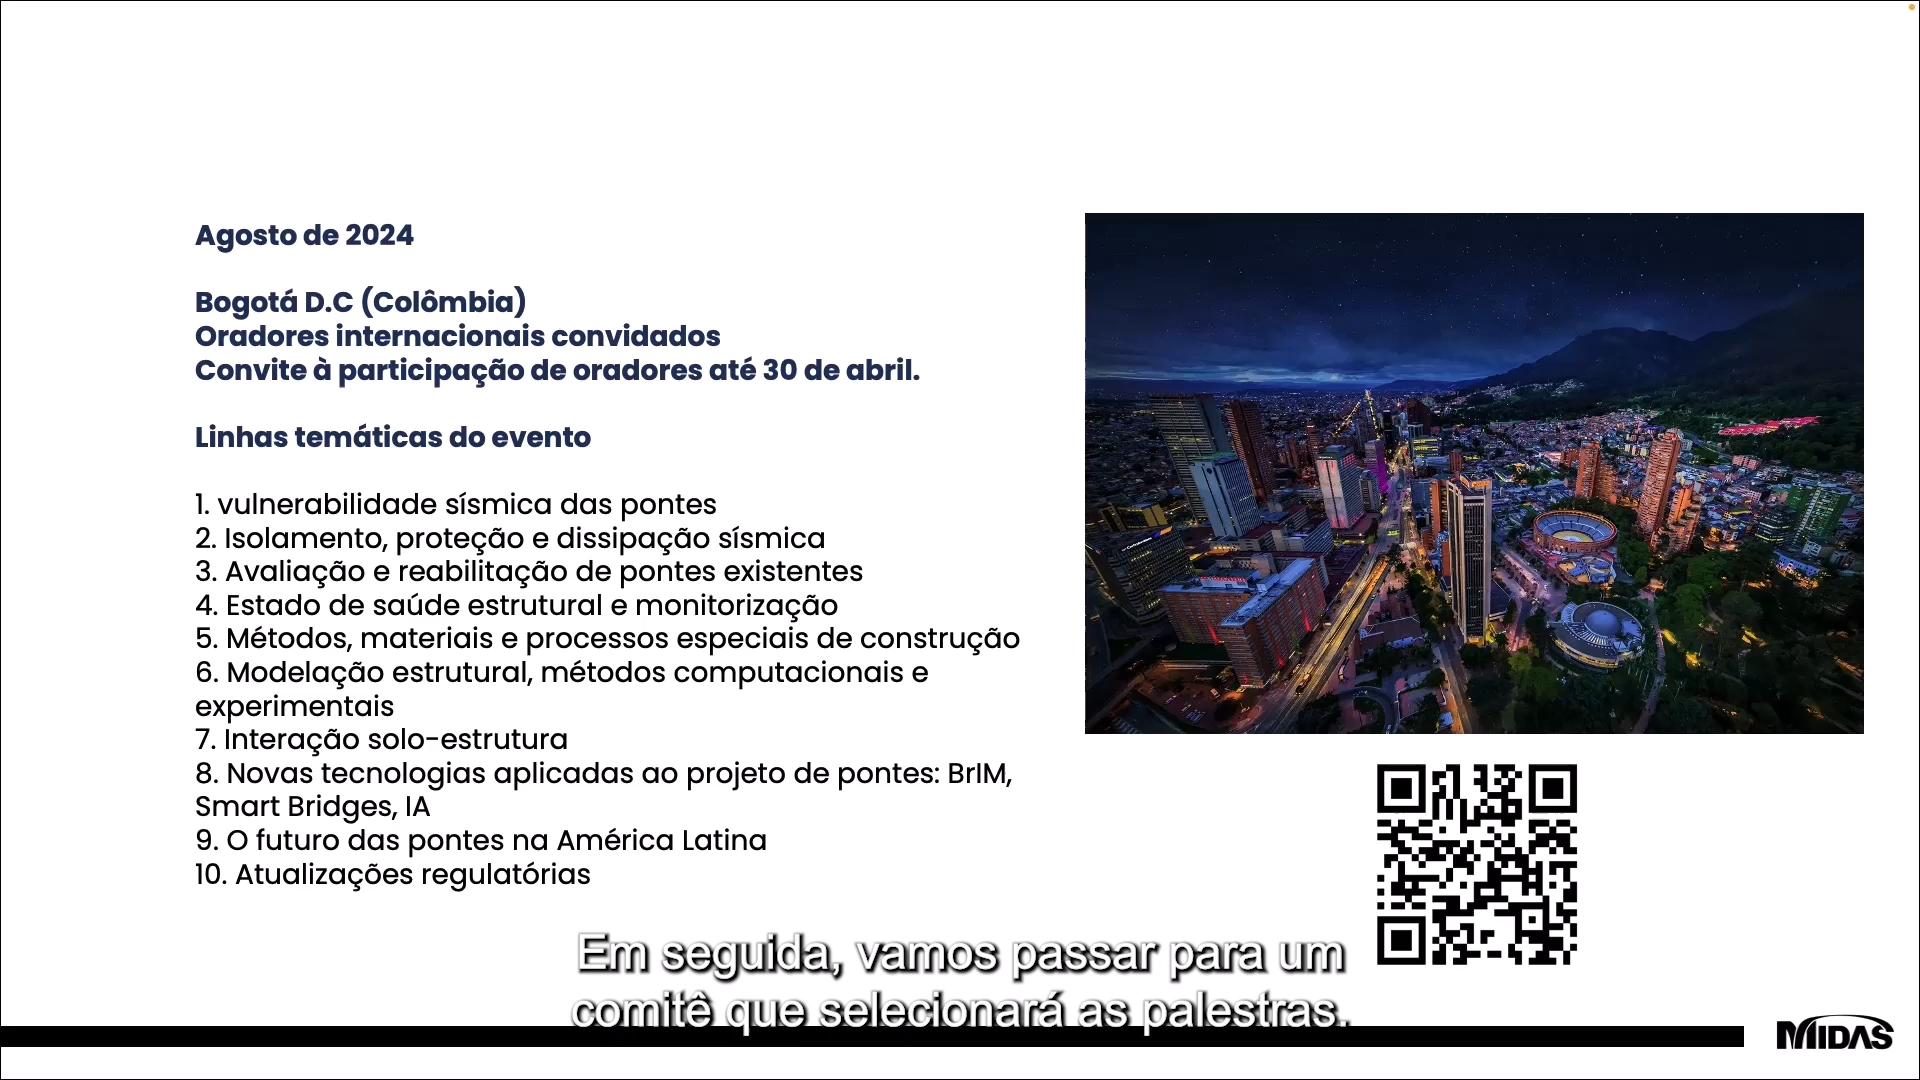 Agosto de 2024
Bogotá D.C (Colômbia)
Oradores internacionais convidados
Convite à participação de oradores até 30 de abril.
Linhas temáticas do evento
1. vulnerabilidade sísmica das pontes
2. Isolamento, proteção e dissipação sísmica
3. Avaliação e reabilitação de pontes existentes
4. Estado de saúde estrutural e monitorização
5. Métodos, materiais e processos especiais de construção
6. Modelação estrutural, métodos computacionais e
experimentais
7. Interação solo-estrutura
8. Novas tecnologias aplicadas ao projeto de pontes: BrIM,
Smart Bridges, IA
9. O futuro das pontes na América Latina
10. Atualizações regulatórias
Em seguida, vamos passar para um
comitê que selecionará as palestras.
MIDAS